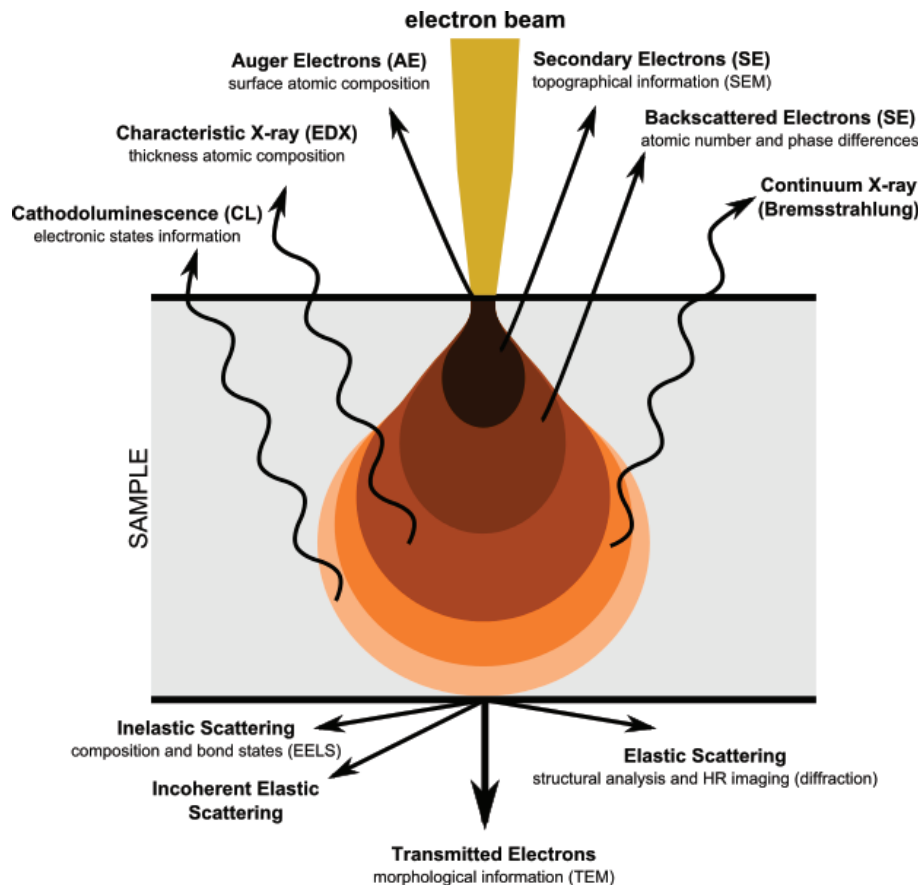 electron beam
Auger Electrons (AE)
surface atomic composition
Secondary Electrons (SE)
topographical information (SEM)
Characteristic X-ray (EDX)
thickness atomic composition
Backscattered Electrons (SE)
atomic number and phase differences
Cathodoluminescence (CL)
electronic states information
Continuum X-ray
(Bremsstrahlung)
SAMPLE
Inelastic Scattering
composition and bond states (EELS)
Incoherent Elastic
Scattering
Elastic Scattering
structural analysis and HR imaging (diffraction)
Transmitted Electrons
morphological information (TEM)